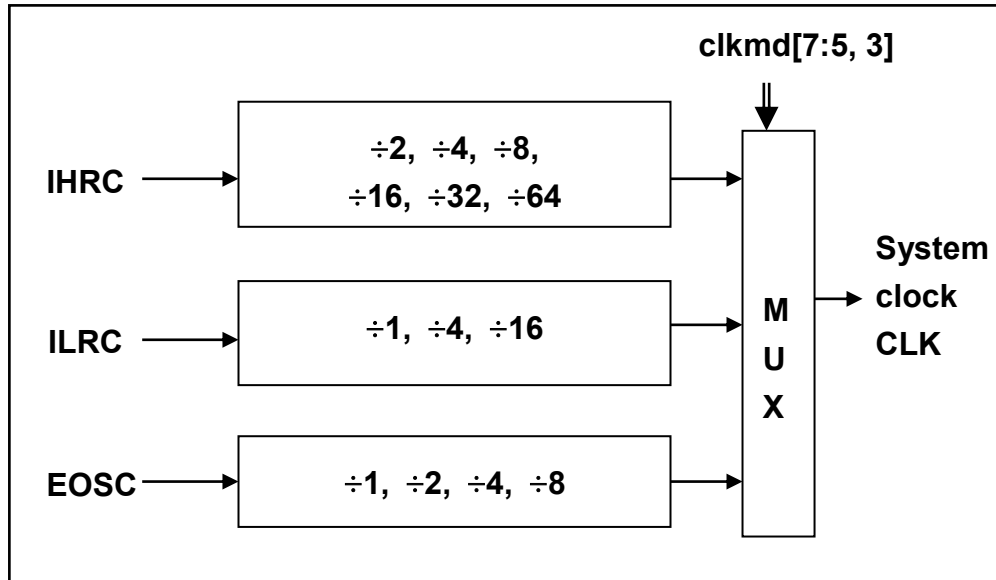 clkmd[7:5, 3]
IHRC
÷2, ÷4, ÷8,
÷16, ÷32, ÷64
ILRC
÷1, ÷4, ÷16
EOSC
÷1, ÷2, ÷4, ÷8
M
U
X
System
clock
CLK